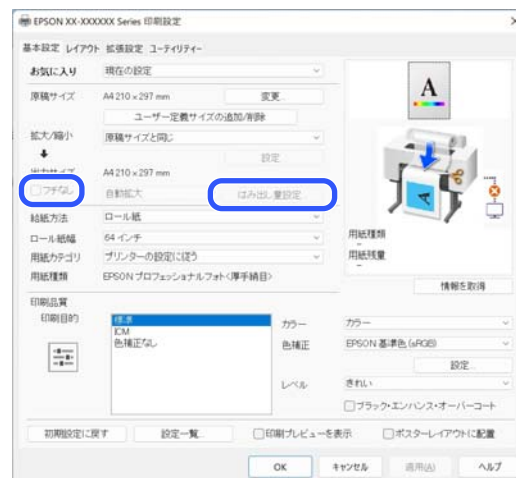 EPSON XX-XXXXXX Series 印刷設定
基本設定 レイアウト 拡張設定 ユーティリティー
お気に入り 現在の設定
原稿サイズ A4 210 x 297 mm 変更...
ユーザー定義サイズの追加/削除
拡大/縮小 原稿サイズと同じ
設定
出力サイズ A4 210 x 297 mm
フチなし 自動拡大 はみ出し量設定
給紙方法 ロール紙
ロール紙幅 64 インチ
用紙カテゴリ プリンターの設定に従う
用紙種類 EPSON プロフェッショナルフォト<厚手絹目>
A
用紙種類
-
用紙残量
-
情報を取得
印刷品質
印刷目的 標準
ICM
色補正なし
カラー カラー
色補正 EPSON 基準色 (sRGB)
設定...
レベル きれい
ブラック・エンハンス・オーバーコート
初期設定に戻す 設定一覧... 印刷プレビューを表示 ポスターレイアウトに配置
OK キャンセル 適用(A) ヘルプ